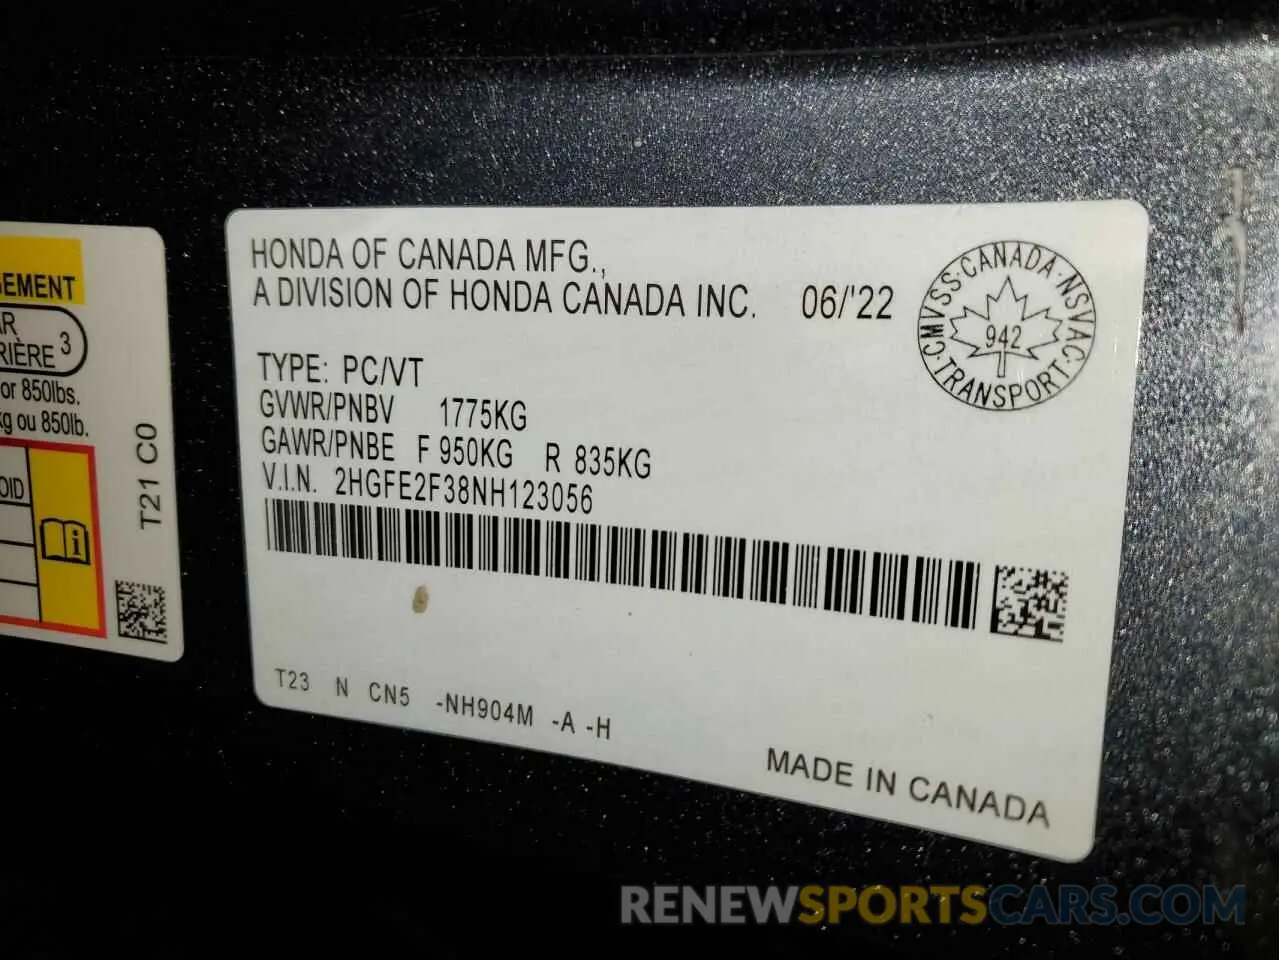 GEMENT
AR
RIÈRE 3
or 850lbs.
kg ou 850lb.
OID
T21 C0
HONDA OF CANADA MFG.,
A DIVISION OF HONDA CANADA INC. 06/'22
CMVSS·CANADA·NSVAC·TRANSPORT·
942
TYPE: PC/VT
GVWR/PNBV 1775KG
GAWR/PNBE F 950KG R 835KG
V.I.N. 2HGFE2F38NH123056
T23 N CN5 -NH904M -A -H
MADE IN CANADA
RENEWSPORTSCARS.COM